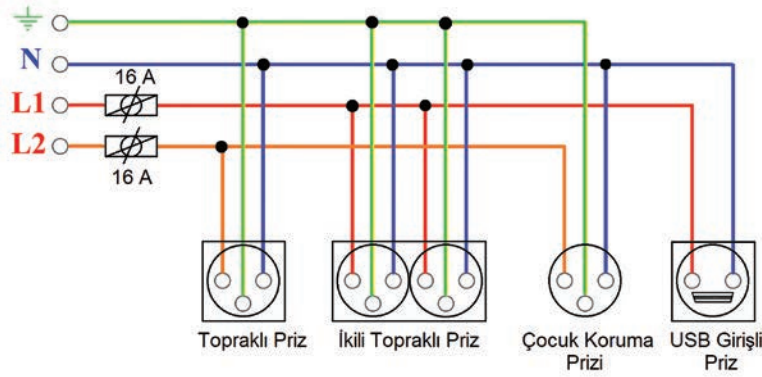 N
16 A
L1
L2
16 A
Topraklı Priz
İkili Topraklı Priz
Çocuk Koruma
Prizi
USB Girişli
Priz